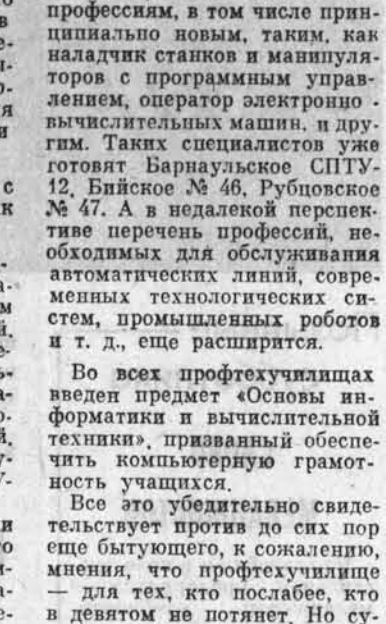 профессиям, в том числе прин-
ципиально новым, таким, как
наладчик станков и манипуля-
торов с программным управ-
лением, оператор электронно -
вычислительных машин, и дру-
гим. Таких специалистов уже
готовят Барнаульское СПТУ-
12, Бийское № 46, Рубцовское
№ 47. А в недалекой перспек-
тиве перечень профессий, не-
обходимых для обслуживания
автоматических линий, совре-
менных технологических си-
стем, промышленных роботов
и т. д., еще расширится.
Во всех профтехучилищах
введен предмет «Основы ин-
форматики и вычислительной
техники», призванный обеспе-
чить компьютерную грамот-
ность учащихся.
Все это убедительно свиде-
тельствует против до сих пор
еще бытующего, к сожалению,
мнения, что профтехучилище
— для тех, кто послабее, кто
в девятом не потянет. Но су-